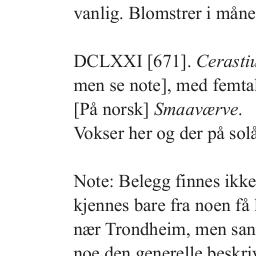 vanlig. Blomstrer i måne
DCLXXI [671]. Cerastiu
men se note], med femta
[På norsk] Smaaværve.
Vokser her og der på solå
Note: Belegg finnes ikke
kjennes bare fra noen få
nær Trondheim, men san
noe den generelle beskriv